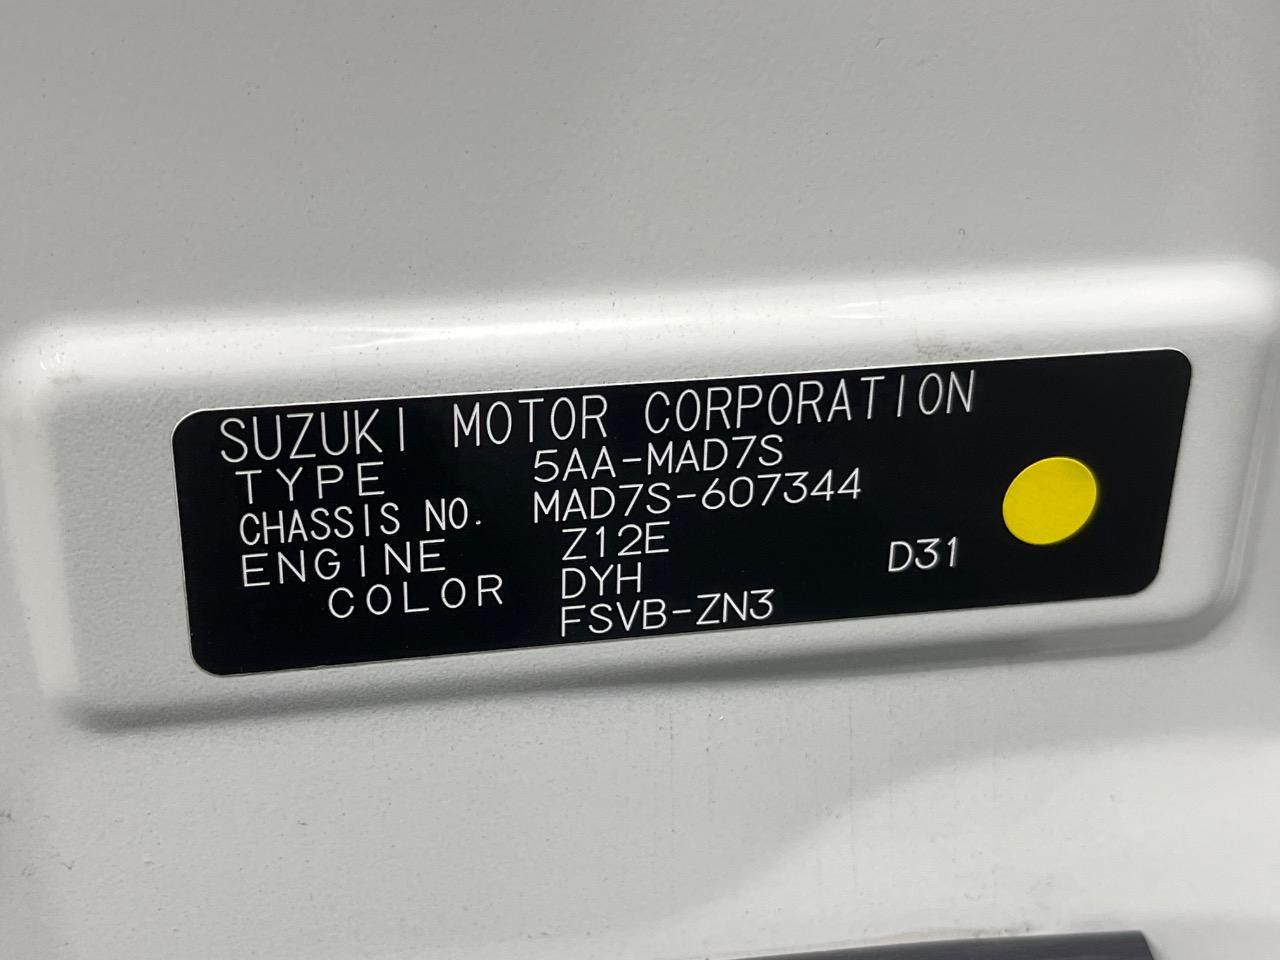 SUZUKI MOTOR CORPORATION
TYPE 5AA-MAD7S
CHASSIS NO. MAD7S-607344
ENGINE Z12E
COLOR DYH D31
FSVB-ZN3